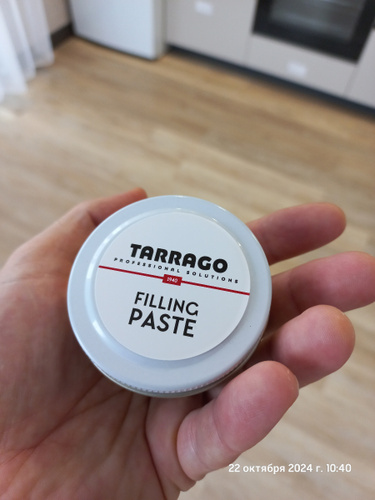 TARRAGO
PROFESSIONAL SOLUTIONS
1940
FILLING
PASTE
22 октября 2024 г. 10:40